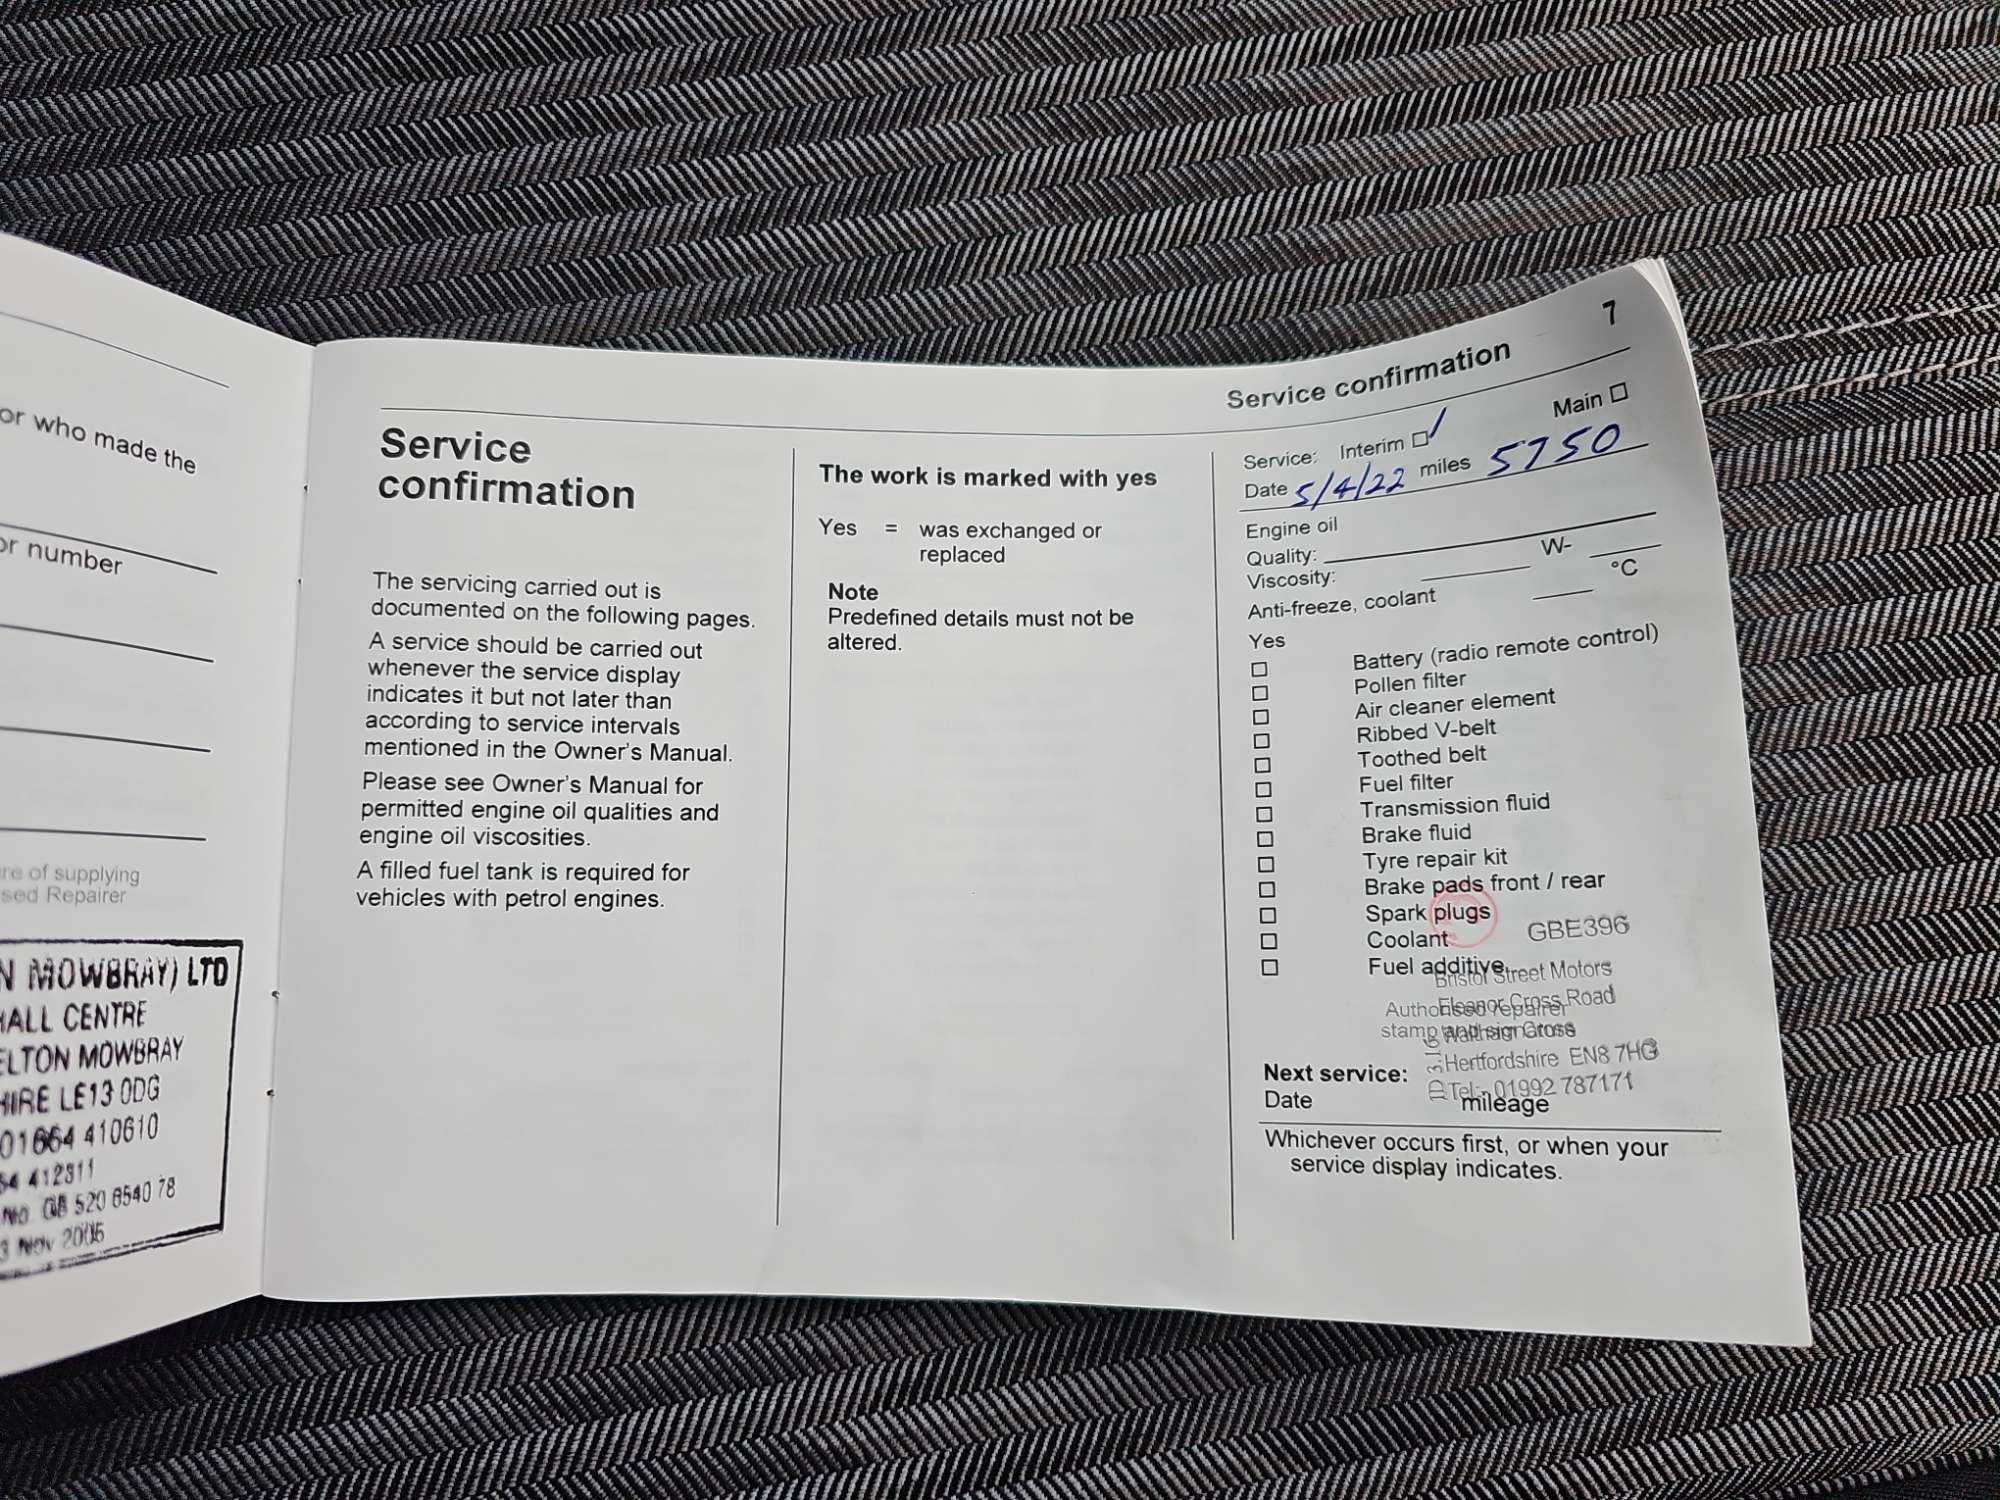 or who made the
or number
re of supplying
sed Repairer
N MOWBRAY) LTD
HALL CENTRE
ELTON MOWBRAY
HIRE LE13 0DG
01664 410610
64 412311
No. GB 520 6540 78
3 Nov 2005
Service
confirmation
The servicing carried out is
documented on the following pages.
A service should be carried out
whenever the service display
indicates it but not later than
according to service intervals
mentioned in the Owner's Manual.
Please see Owner's Manual for
permitted engine oil qualities and
engine oil viscosities.
A filled fuel tank is required for
vehicles with petrol engines.
The work is marked with yes
Yes = was exchanged or
replaced
Note
Predefined details must not be
altered.
Service confirmation 7
Service: Interim Main
Date 5/4/22 miles 5750
Engine oil
Quality:
Viscosity: W-
Anti-freeze, coolant °C
Yes
Battery (radio remote control)
Pollen filter
Air cleaner element
Ribbed V-belt
Toothed belt
Fuel filter
Transmission fluid
Brake fluid
Tyre repair kit
Brake pads front / rear
Spark plugs
Coolant
Fuel additive
GBE396
Bristol Street Motors
Eleanor Cross Road
Authorised repairer
stamp and sign
Waltham Cross
Hertfordshire EN8 7HG
Tel:- 01992 787171
Next service:
Date mileage
Whichever occurs first, or when your
service display indicates.